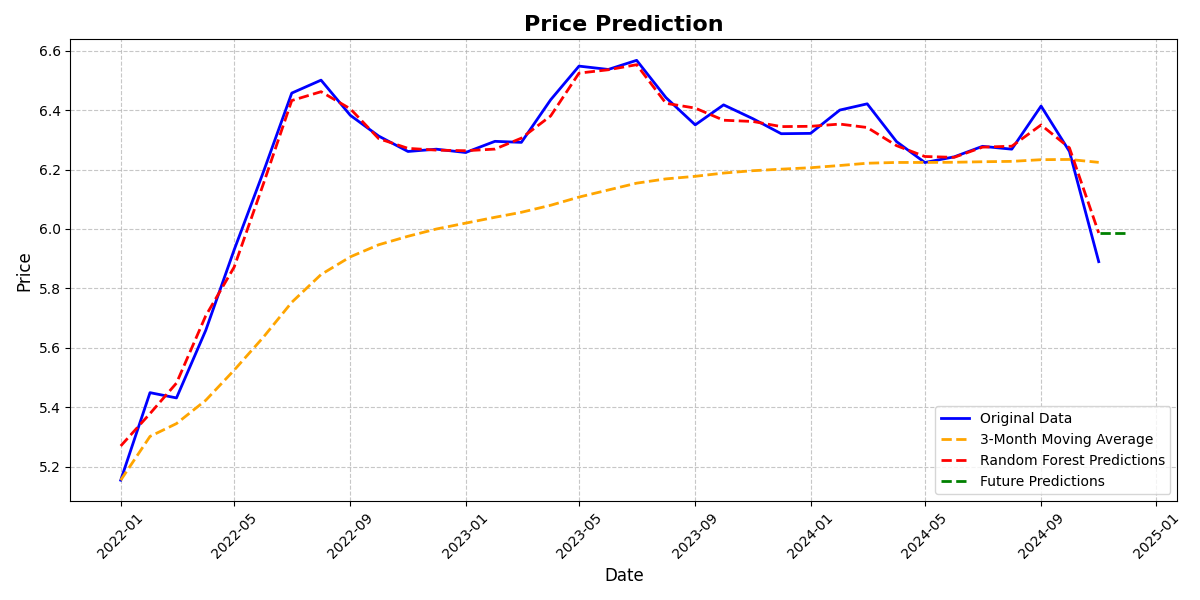 Price Prediction
Price
6.6
6.4
6.2
6.0
5.8
5.6
5.4
5.2
Original Data
3-Month Moving Average
Random Forest Predictions
Future Predictions
2022-01
2022-05
2022-09
2023-01
2023-05
2023-09
2024-01
2024-05
2024-09
2025-01
Date